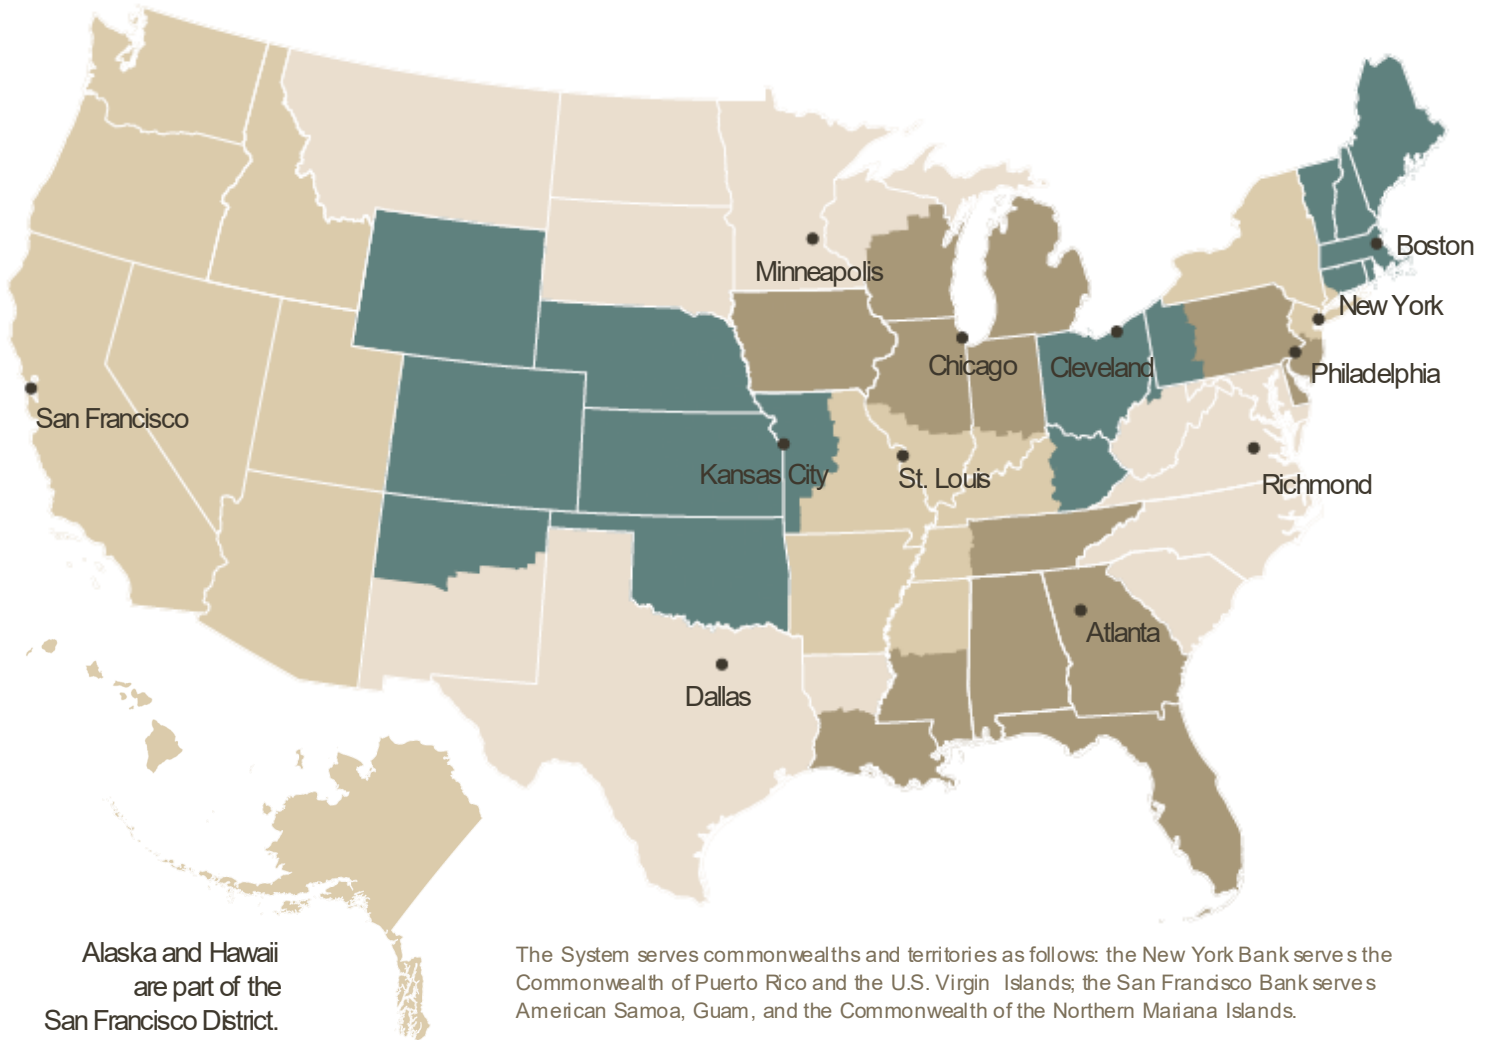 Boston
Minneapolis
New York
Chicago
Cleveland
Philadelphia
San Francisco
Kansas City
St. Louis
Richmond
Atlanta
Dallas
Alaska and Hawaii
are part of the
San Francisco District.
The System serves commonwealths and territories as follows: the New York Bank serves the
Commonwealth of Puerto Rico and the U.S. Virgin Islands; the San Francisco Bank serves
American Samoa, Guam, and the Commonwealth of the Northern Mariana Islands.